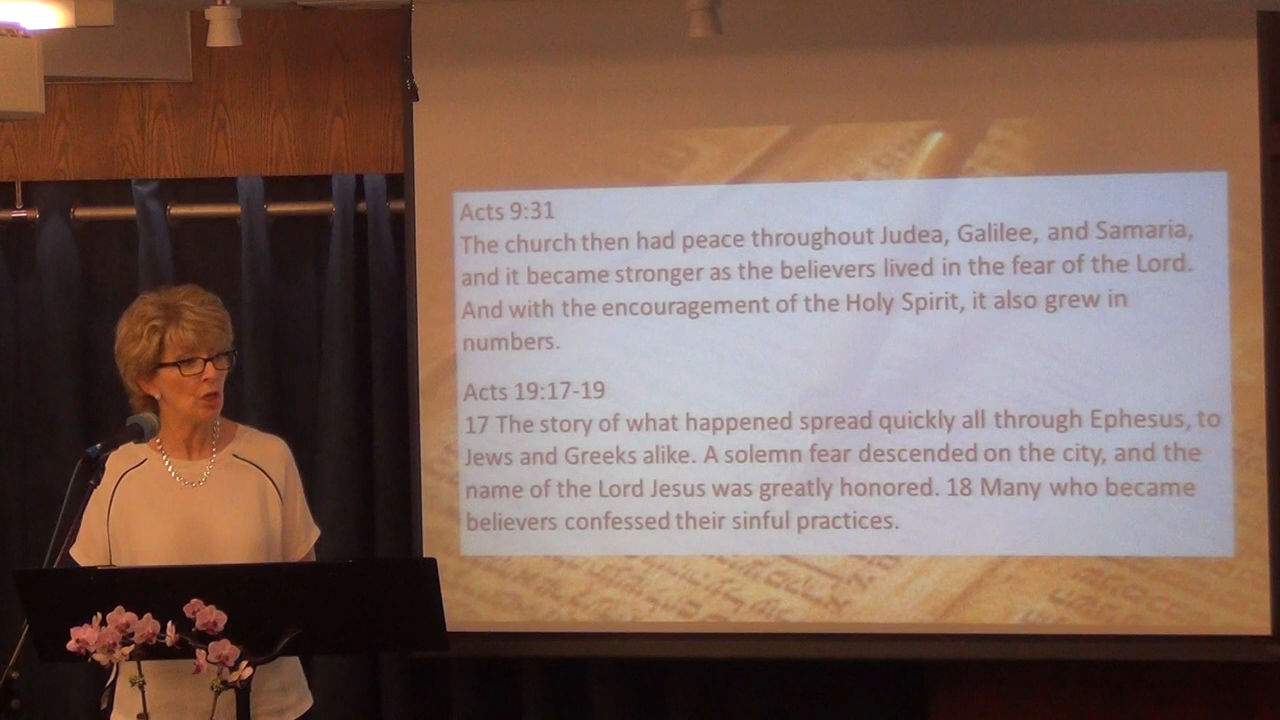 Acts 9:31
The church then had peace throughout Judea, Galilee, and Samaria,
and it became stronger as the believers lived in the fear of the Lord.
And with the encouragement of the Holy Spirit, it also grew in
numbers.
Acts 19:17-19
17 The story of what happened spread quickly all through Ephesus, to
Jews and Greeks alike. A solemn fear descended on the city, and the
name of the Lord Jesus was greatly honored. 18 Many who became
believers confessed their sinful practices.